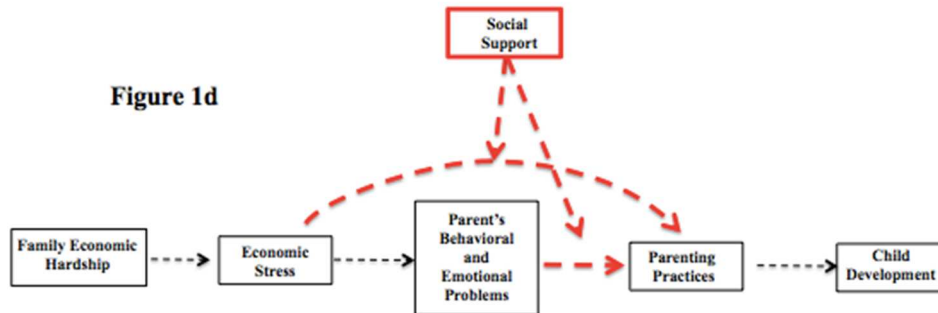 Social
Support
Figure 1d
Family Economic
Hardship
Economic
Stress
Parent's
Behavioral
and
Emotional
Problems
Parenting
Practices
Child
Development